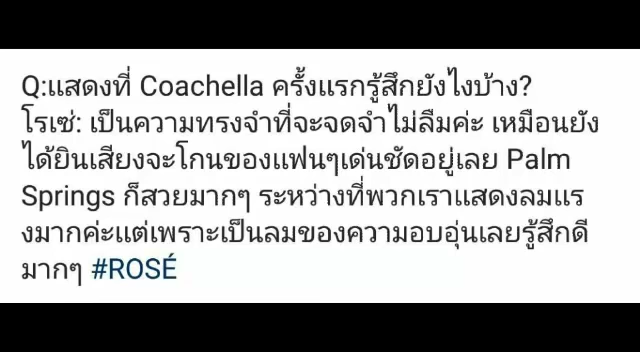 Q:แสดงที่ Coachella ครั้งแรกรู้สึกยังไงบ้าง?
โรเซ่: เป็นความทรงจำที่จะจดจำไม่ลืมค่ะ เหมือนยัง
ได้ยินเสียงจะโกนของแฟนๆเด่นชัดอยู่เลย Palm
Springs ก็สวยมากๆ ระหว่างที่พวกเราแสดงลมแร
งมากค่ะแต่เพราะเป็นลมของความอบอุ่นเลยรู้สึกดี
มากๆ #ROSÉ